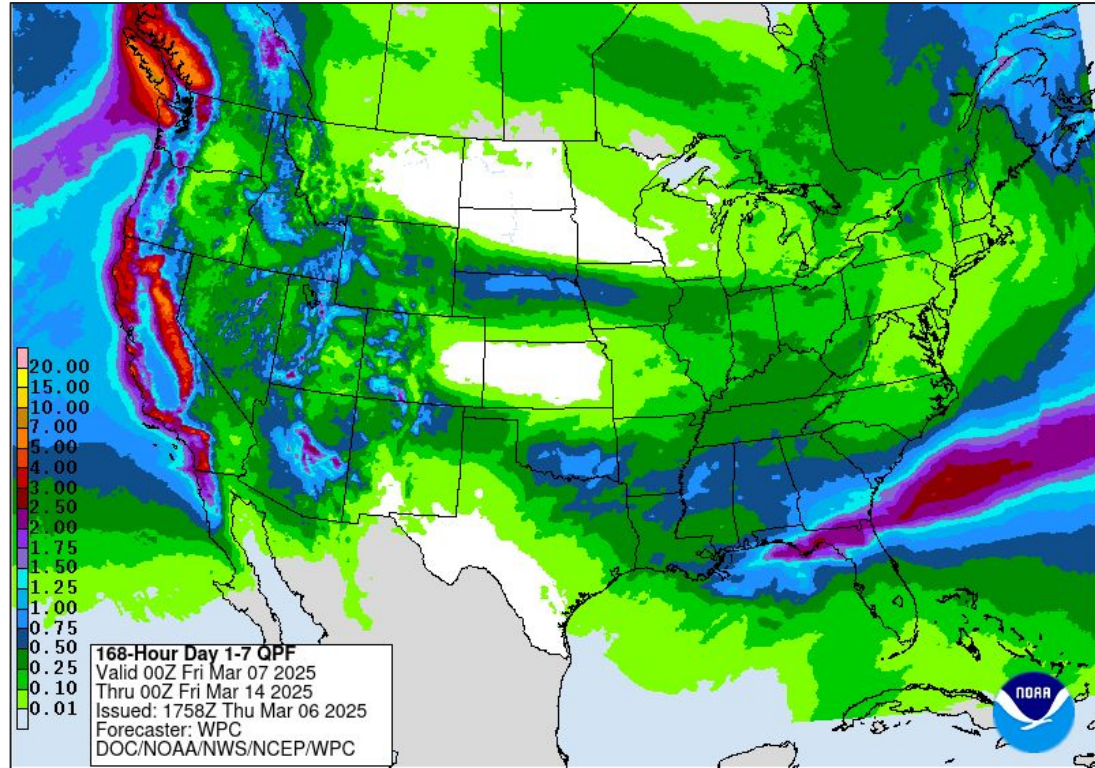 20.00
15.00
10.00
7.00
5.00
4.00
3.00
2.50
2.00
1.75
1.50
1.25
1.00
0.75
0.50
0.25
0.10
0.01
168-Hour Day 1-7 QPF
Valid 00Z Fri Mar 07 2025
Thru 00Z Fri Mar 14 2025
Issued: 1758Z Thu Mar 06 2025
Forecaster: WPC
DOC/NOAA/NWS/NCEP/WPC
NOAA